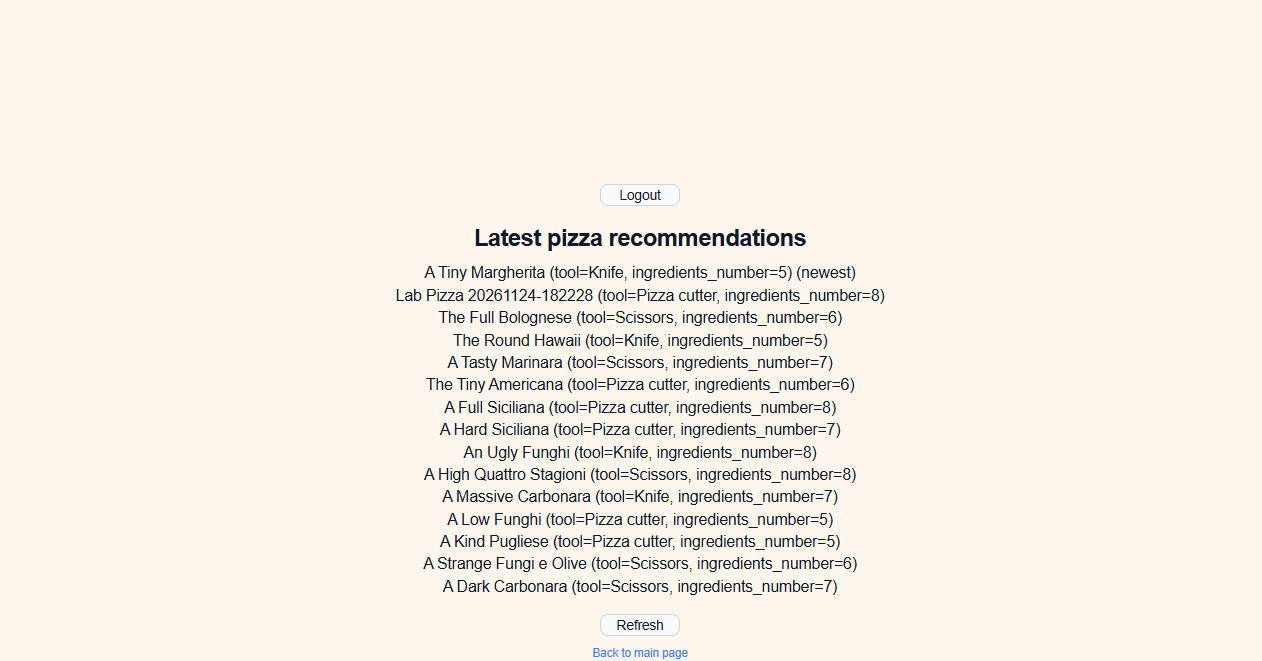 Logout
Latest pizza recommendations
A Tiny Margherita (tool=Knife, ingredients_number=5) (newest)
Lab Pizza 20261124-182228 (tool=Pizza cutter, ingredients_number=8)
The Full Bolognese (tool=Scissors, ingredients_number=6)
The Round Hawaii (tool=Knife, ingredients_number=5)
A Tasty Marinara (tool=Scissors, ingredients_number=7)
The Tiny Americana (tool=Pizza cutter, ingredients_number=6)
A Full Siciliana (tool=Pizza cutter, ingredients_number=8)
A Hard Siciliana (tool=Pizza cutter, ingredients_number=7)
An Ugly Funghi (tool=Knife, ingredients_number=8)
A High Quattro Stagioni (tool=Scissors, ingredients_number=8)
A Massive Carbonara (tool=Knife, ingredients_number=7)
A Low Funghi (tool=Pizza cutter, ingredients_number=5)
A Kind Pugliese (tool=Pizza cutter, ingredients_number=5)
A Strange Fungi e Olive (tool=Scissors, ingredients_number=6)
A Dark Carbonara (tool=Scissors, ingredients_number=7)
Refresh
Back to main page